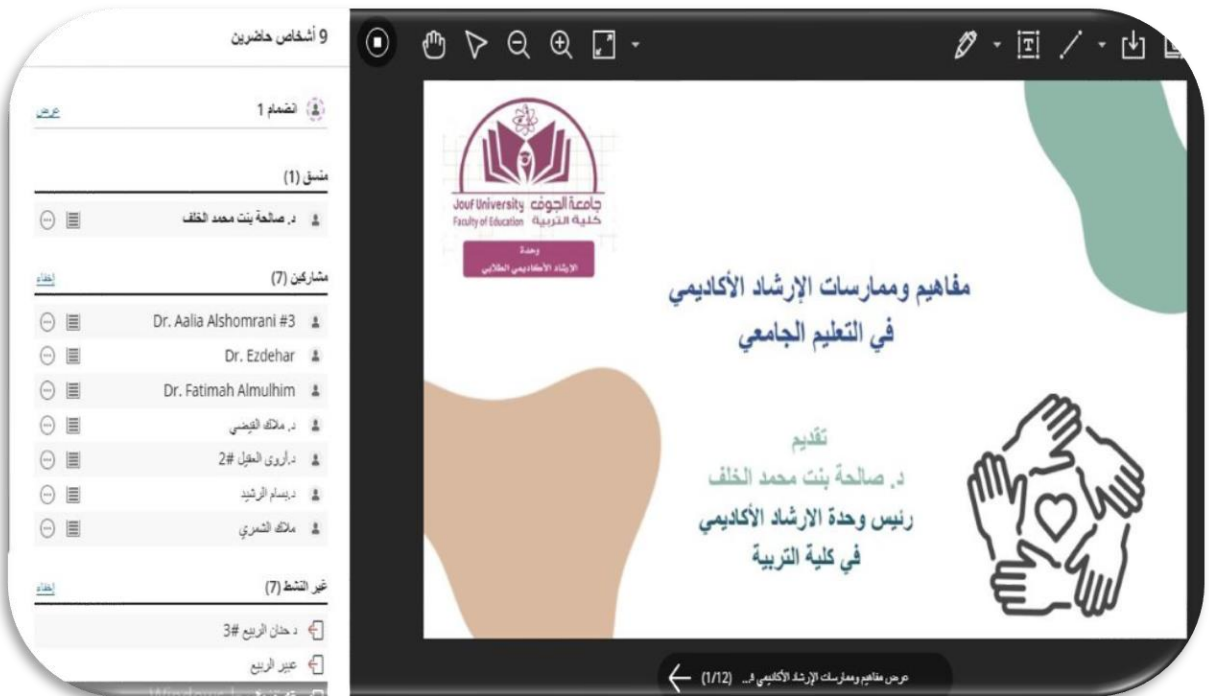 9 أشخاص حاضرين
انضمام 1
عرض
منسق (1)
د. صالحة بنت محمد الخلف
مشاركين (7)
إخفاء
Dr. Aalia Alshomrani #3
Dr. Ezdehar
Dr. Fatimah Almulhim
د. ملاك القيضي
د.أروى العقيل #2
د.بسام الرشيد
ملاك الشمري
غير النشط (7)
إخفاء
د حنان الربيع #3
عبير الربيع
جامعة الجوف Jouf University
كلية التربية Faculty of Education
وحدة
الإرشاد الأكاديمي الطلابي
مفاهيم وممارسات الإرشاد الأكاديمي
في التعليم الجامعي
تقديم
د. صالحة بنت محمد الخلف
رئيس وحدة الارشاد الأكاديمي
في كلية التربية
عرض مفاهيم وممارسات الإرشاد الأكاديمي في... (1/12)